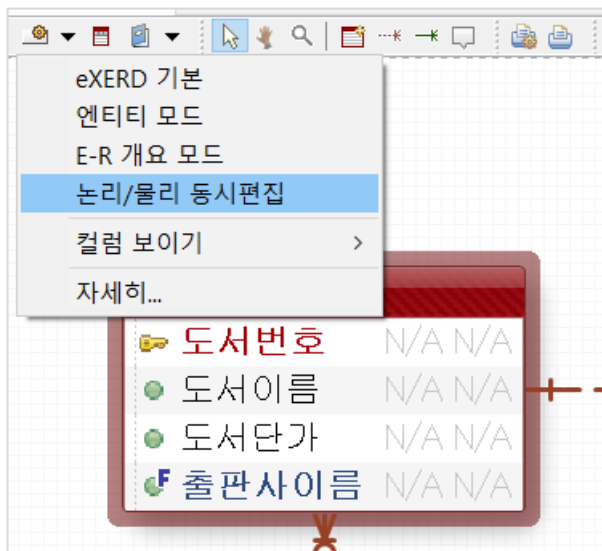 eXERD 기본
엔티티 모드
E-R 개요 모드
논리/물리 동시편집
컬럼 보이기
자세히...
도서번호 N/A N/A
도서이름 N/A N/A
도서단가 N/A N/A
F 출판사이름 N/A N/A